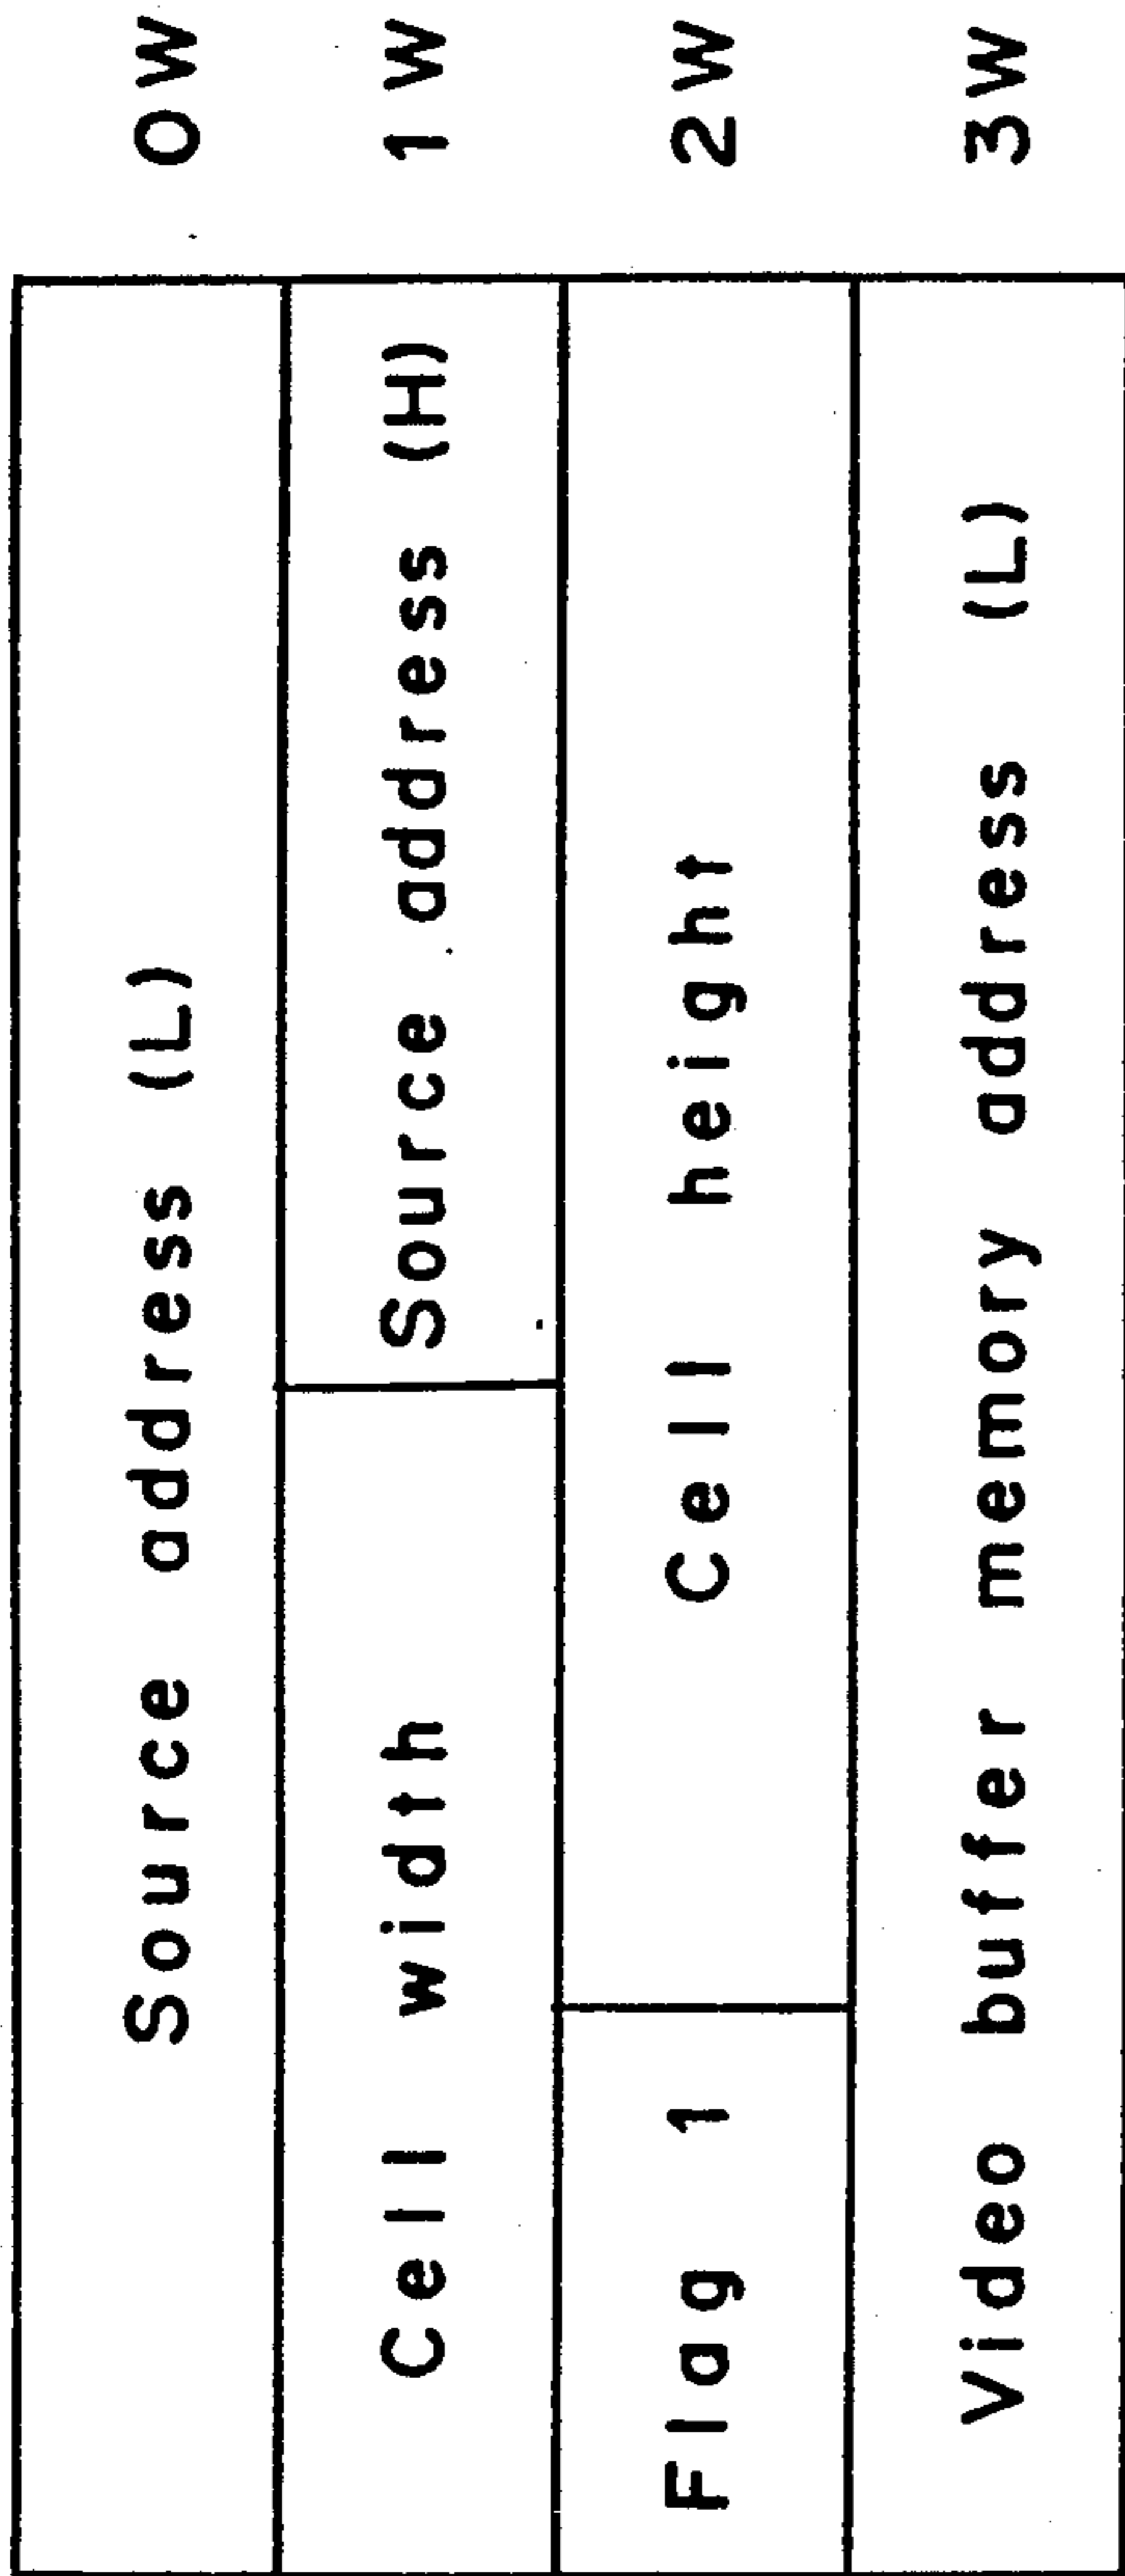 Source address (L) 0W
Cell width Source address (H) 1W
Flag 1 Cell height 2W
Video buffer memory address (L) 3W